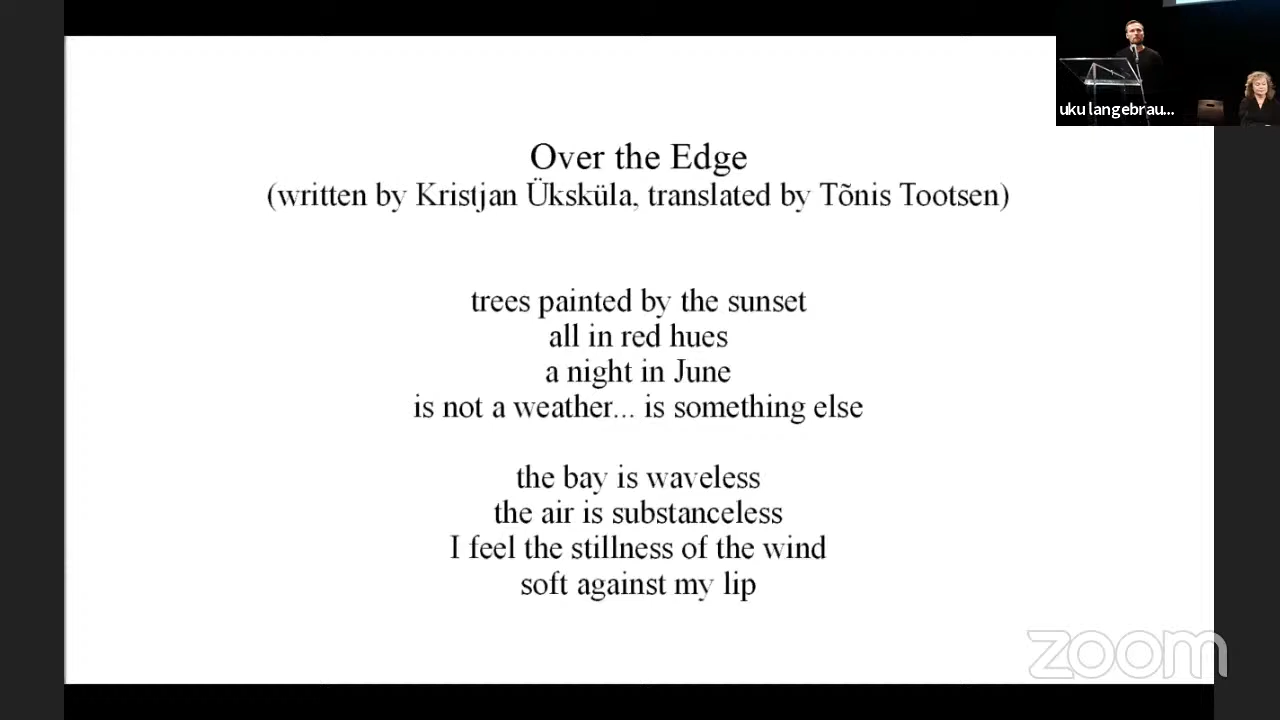 uku langebrau...
Over the Edge
(written by Kristjan Üksküla, translated by Tõnis Tootsen)
trees painted by the sunset
all in red hues
a night in June
is not a weather... is something else
the bay is waveless
the air is substanceless
I feel the stillness of the wind
soft against my lip
zoom